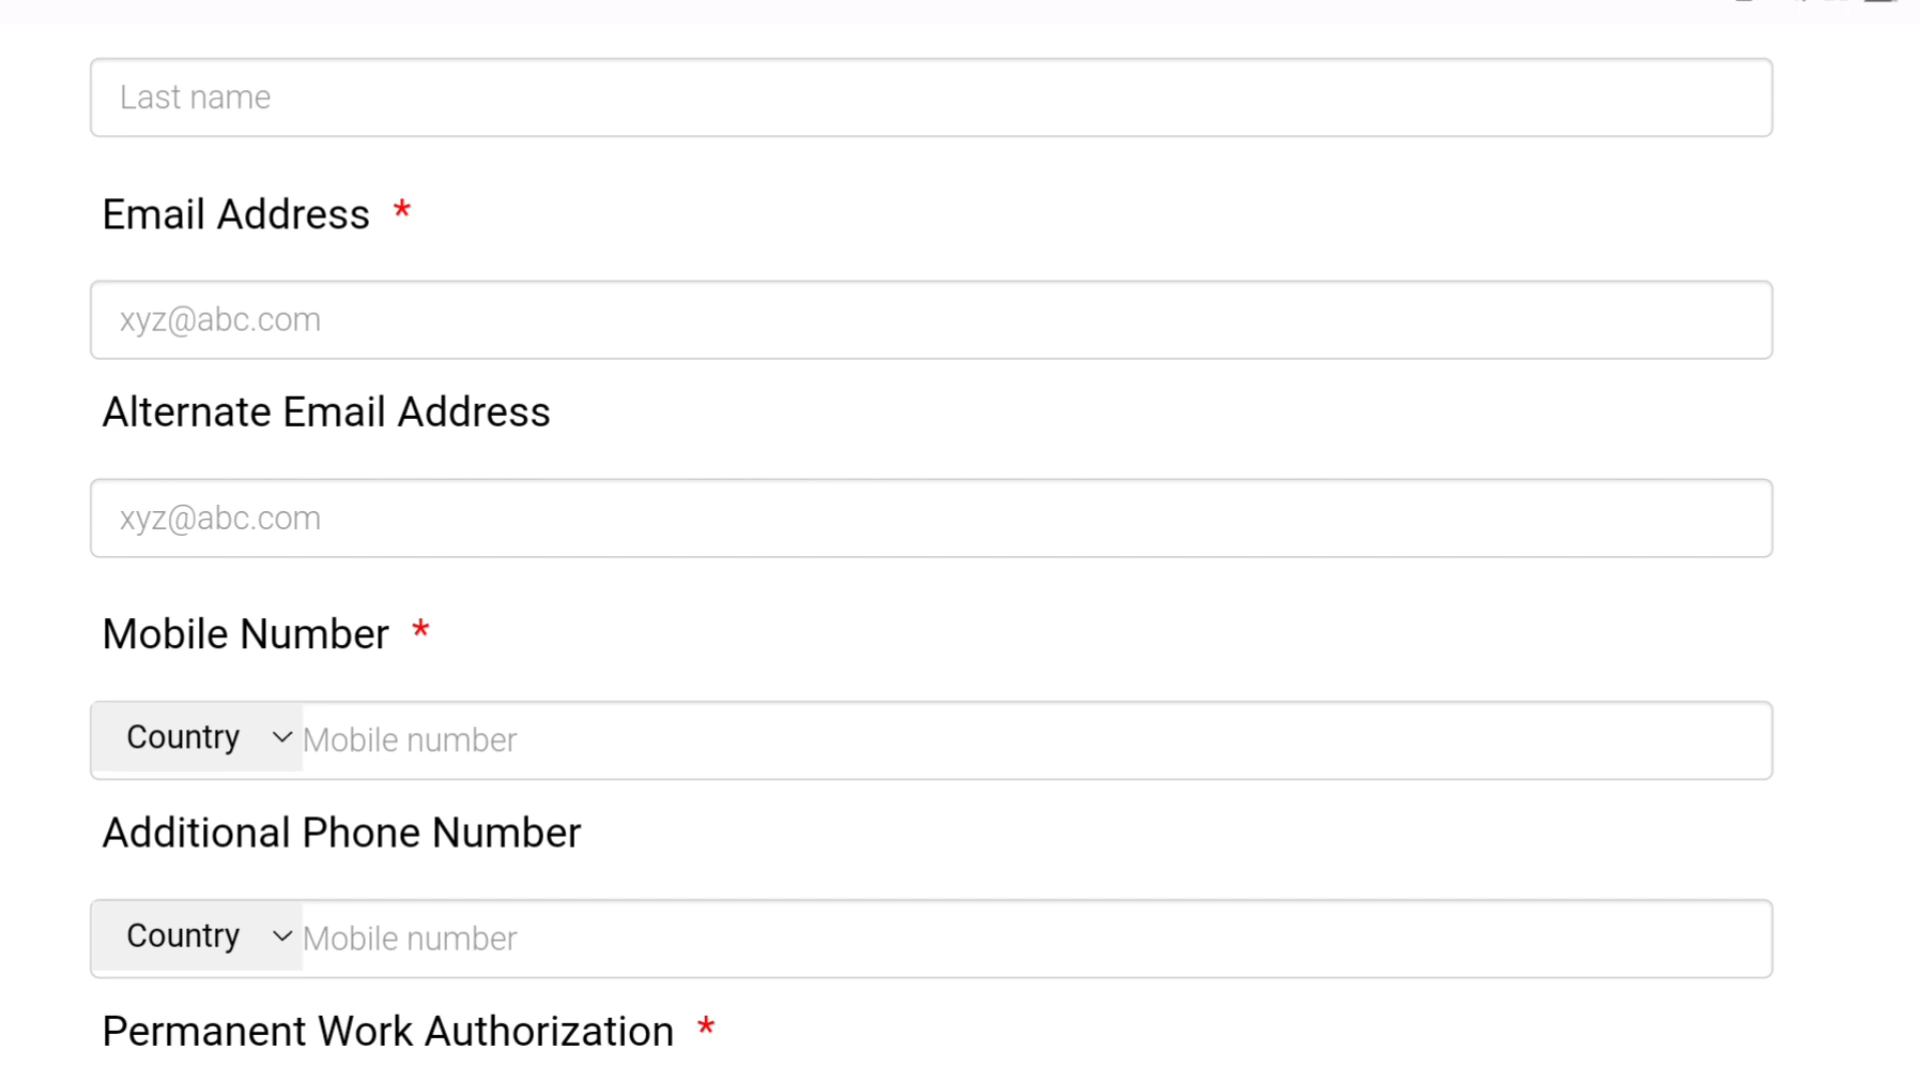 Last name
Email Address *
xyz@abc.com
Alternate Email Address
xyz@abc.com
Mobile Number *
Country Mobile number
Additional Phone Number
Country Mobile number
Permanent Work Authorization *